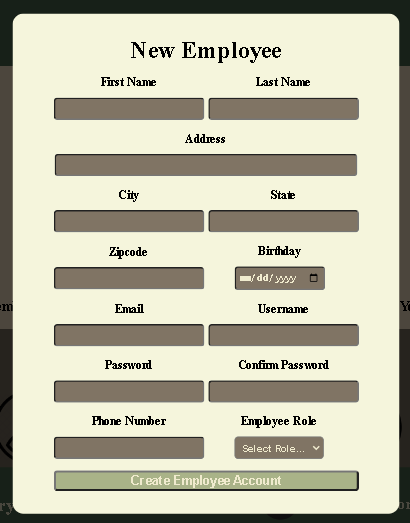 New Employee
First Name Last Name
Address
City State
Zipcode Birthday
mm/dd/yyyy
Email Username
Password Confirm Password
Phone Number Employee Role
Select Role...
Create Employee Account